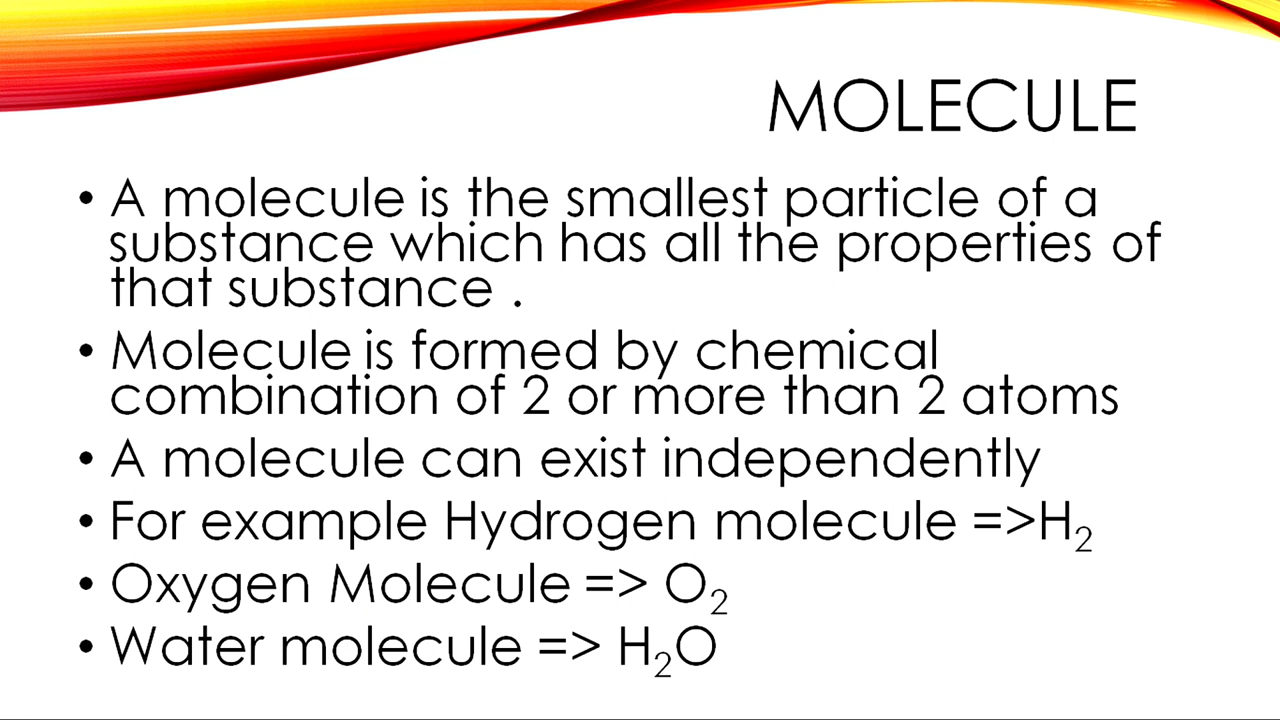 MOLECULE
• A molecule is the smallest particle of a
substance which has all the properties of
that substance .
• Molecule is formed by chemical
combination of 2 or more than 2 atoms
• A molecule can exist independently
• For example Hydrogen molecule =>H₂
• Oxygen Molecule => O₂
• Water molecule => H₂O